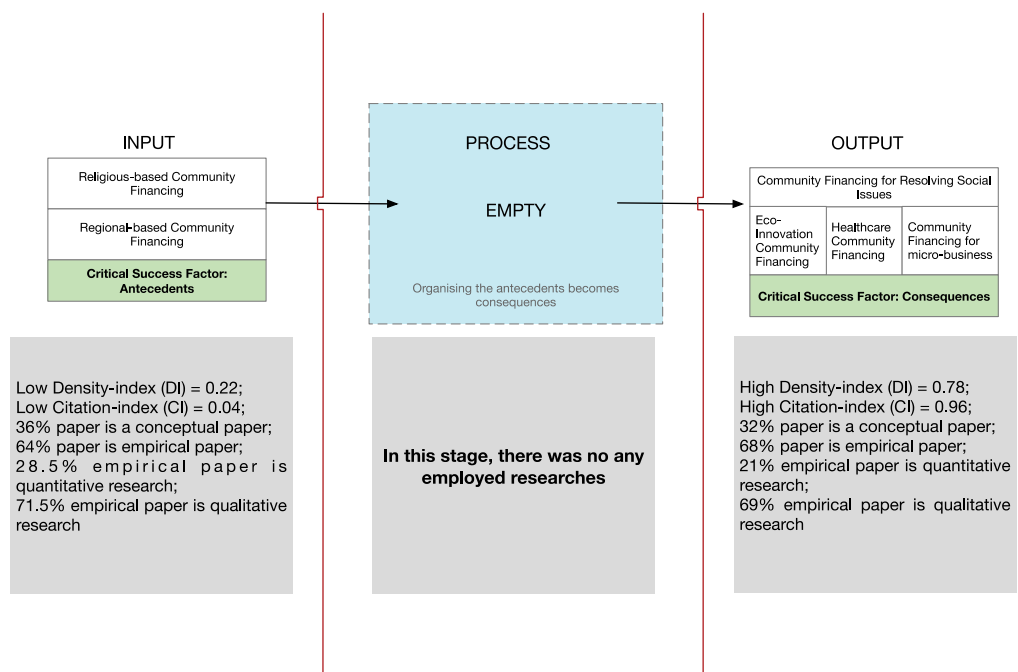 INPUT
Religious-based Community
Financing
Regional-based Community
Financing
Critical Success Factor:
Antecedents
Low Density-index (DI) = 0.22;
Low Citation-index (CI) = 0.04;
36% paper is a conceptual paper;
64% paper is empirical paper;
28.5% empirical paper is
quantitative research;
71.5% empirical paper is qualitative
research
PROCESS
EMPTY
Organising the antecedents becomes
consequences
In this stage, there was no any
employed researches
OUTPUT
Community Financing for Resolving Social
Issues
Eco-
Innovation
Community
Financing
Healthcare
Community
Financing
Community
Financing for
micro-business
Critical Success Factor: Consequences
High Density-index (DI) = 0.78;
High Citation-index (CI) = 0.96;
32% paper is a conceptual paper;
68% paper is empirical paper;
21% empirical paper is quantitative
research;
69% empirical paper is qualitative
research